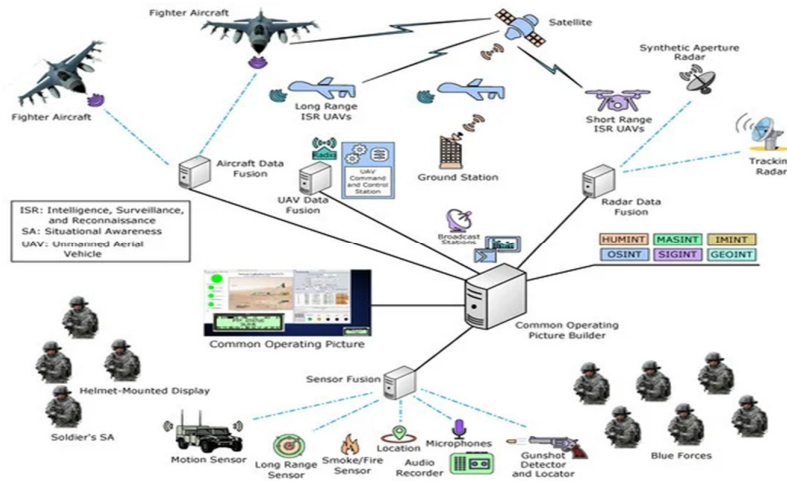 Fighter Aircraft
Satellite
Synthetic Aperture
Radar
Fighter Aircraft
Long Range
ISR UAVs
Short Range
ISR UAVs
Tracking
Radar
Radio
UAV
Command
and Control
Station
Aircraft Data
Fusion
UAV Data
Fusion
Ground Station
Radar Data
Fusion
ISR: Intelligence, Surveillance,
and Reconnaissance
SA: Situational Awareness
UAV: Unmanned Aerial
Vehicle
Broadcast
Stations
HUMINT MASINT IMINT
OSINT SIGINT GEOINT
Common Operating
Picture Builder
Common Operating Picture
Sensor Fusion
Helmet-Mounted Display
Soldier's SA
Motion Sensor
Long Range
Sensor
Smoke/Fire
Sensor
Location
Audio
Recorder
Microphones
Gunshot
Detector
and Locator
Blue Forces